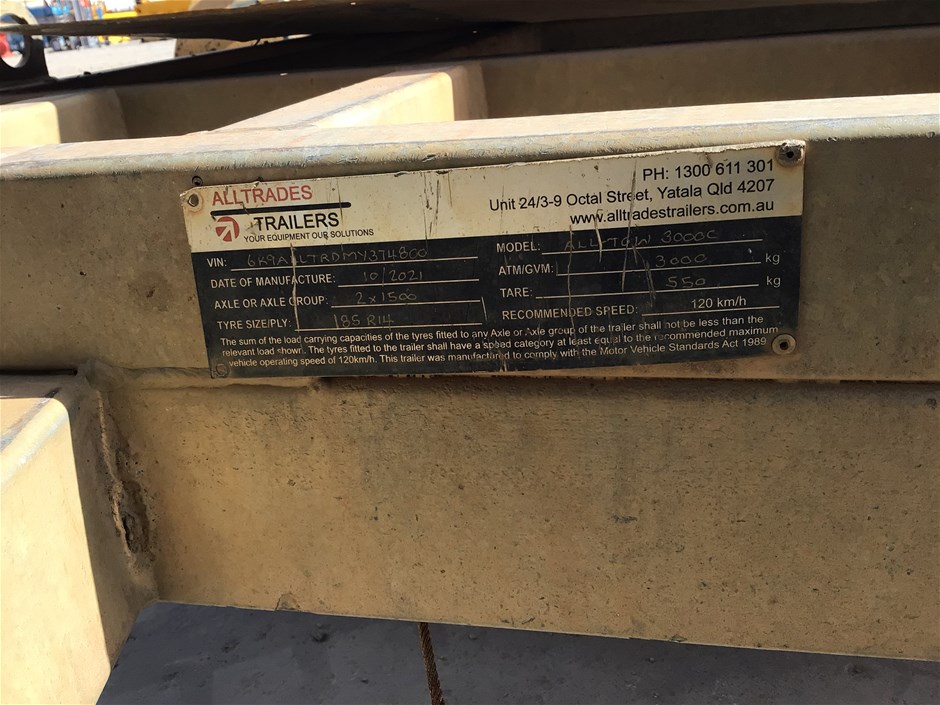 ALLTRADES
TRAILERS
YOUR EQUIPMENT OUR SOLUTIONS
PH: 1300 611 301
Unit 24/3-9 Octal Street, Yatala Qld 4207
www.alltradestrailers.com.au
VIN:
DATE OF MANUFACTURE: 10/2021
AXLE OR AXLE GROUP: 2x1500
TYRE SIZE/PLY: 185 R14
MODEL: ALL-TOW 3000C
ATM/GVM: 3000 kg
TARE: 550 kg
RECOMMENDED SPEED: 120 km/h
The sum of the load carrying capacities of the tyres fitted to any Axle or Axle group of the trailer shall not be less than the
relevant load shown. The tyres fitted to the trailer shall have a speed category at least equal to the recommended maximum
vehicle operating speed of 120km/h. This trailer was manufactured to comply with the Motor Vehicle Standards Act 1989